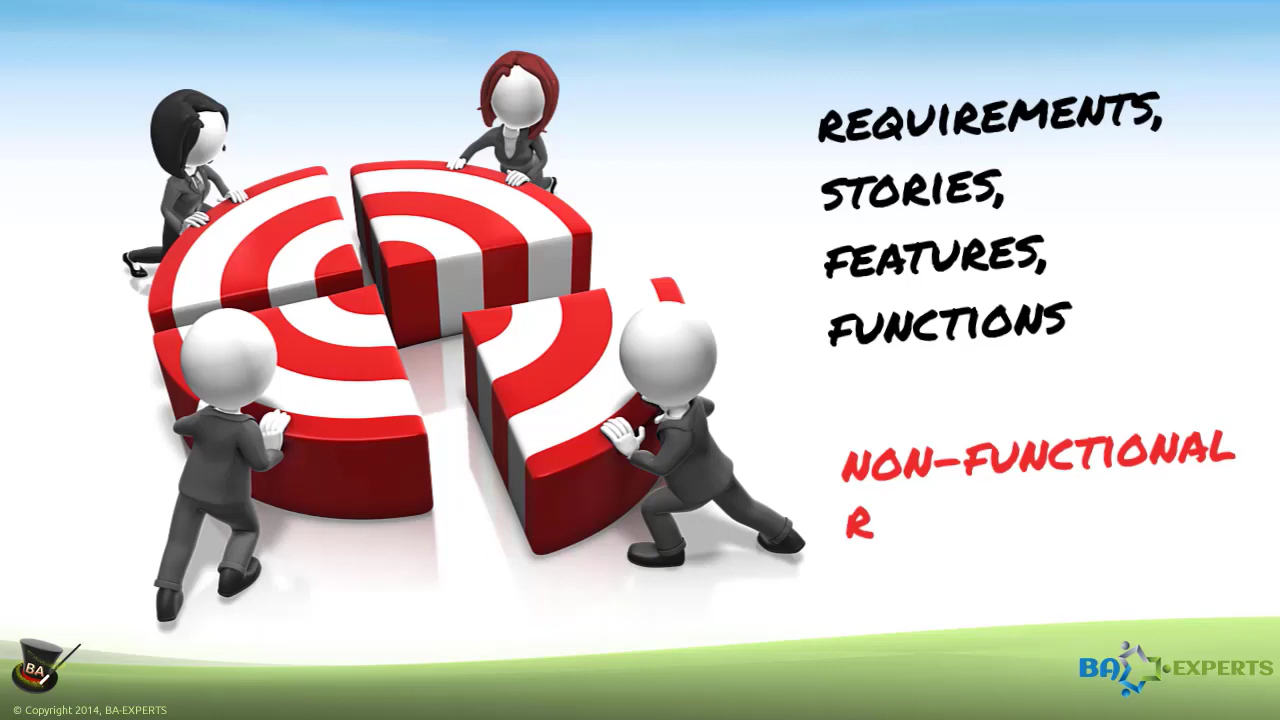 REQUIREMENTS,
STORIES,
FEATURES,
FUNCTIONS
NON-FUNCTIONAL
R
BA
BA EXPERTS
© Copyright 2014, BA-EXPERTS